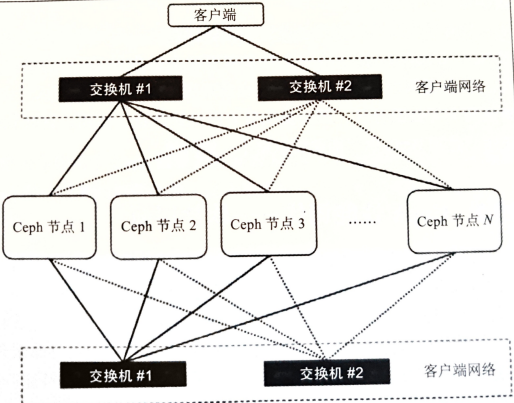 客户端
交换机 #1
交换机 #2
客户端网络
Ceph 节点 1
Ceph 节点 2
Ceph 节点 3
······
Ceph 节点 N
交换机 #1
交换机 #2
客户端网络